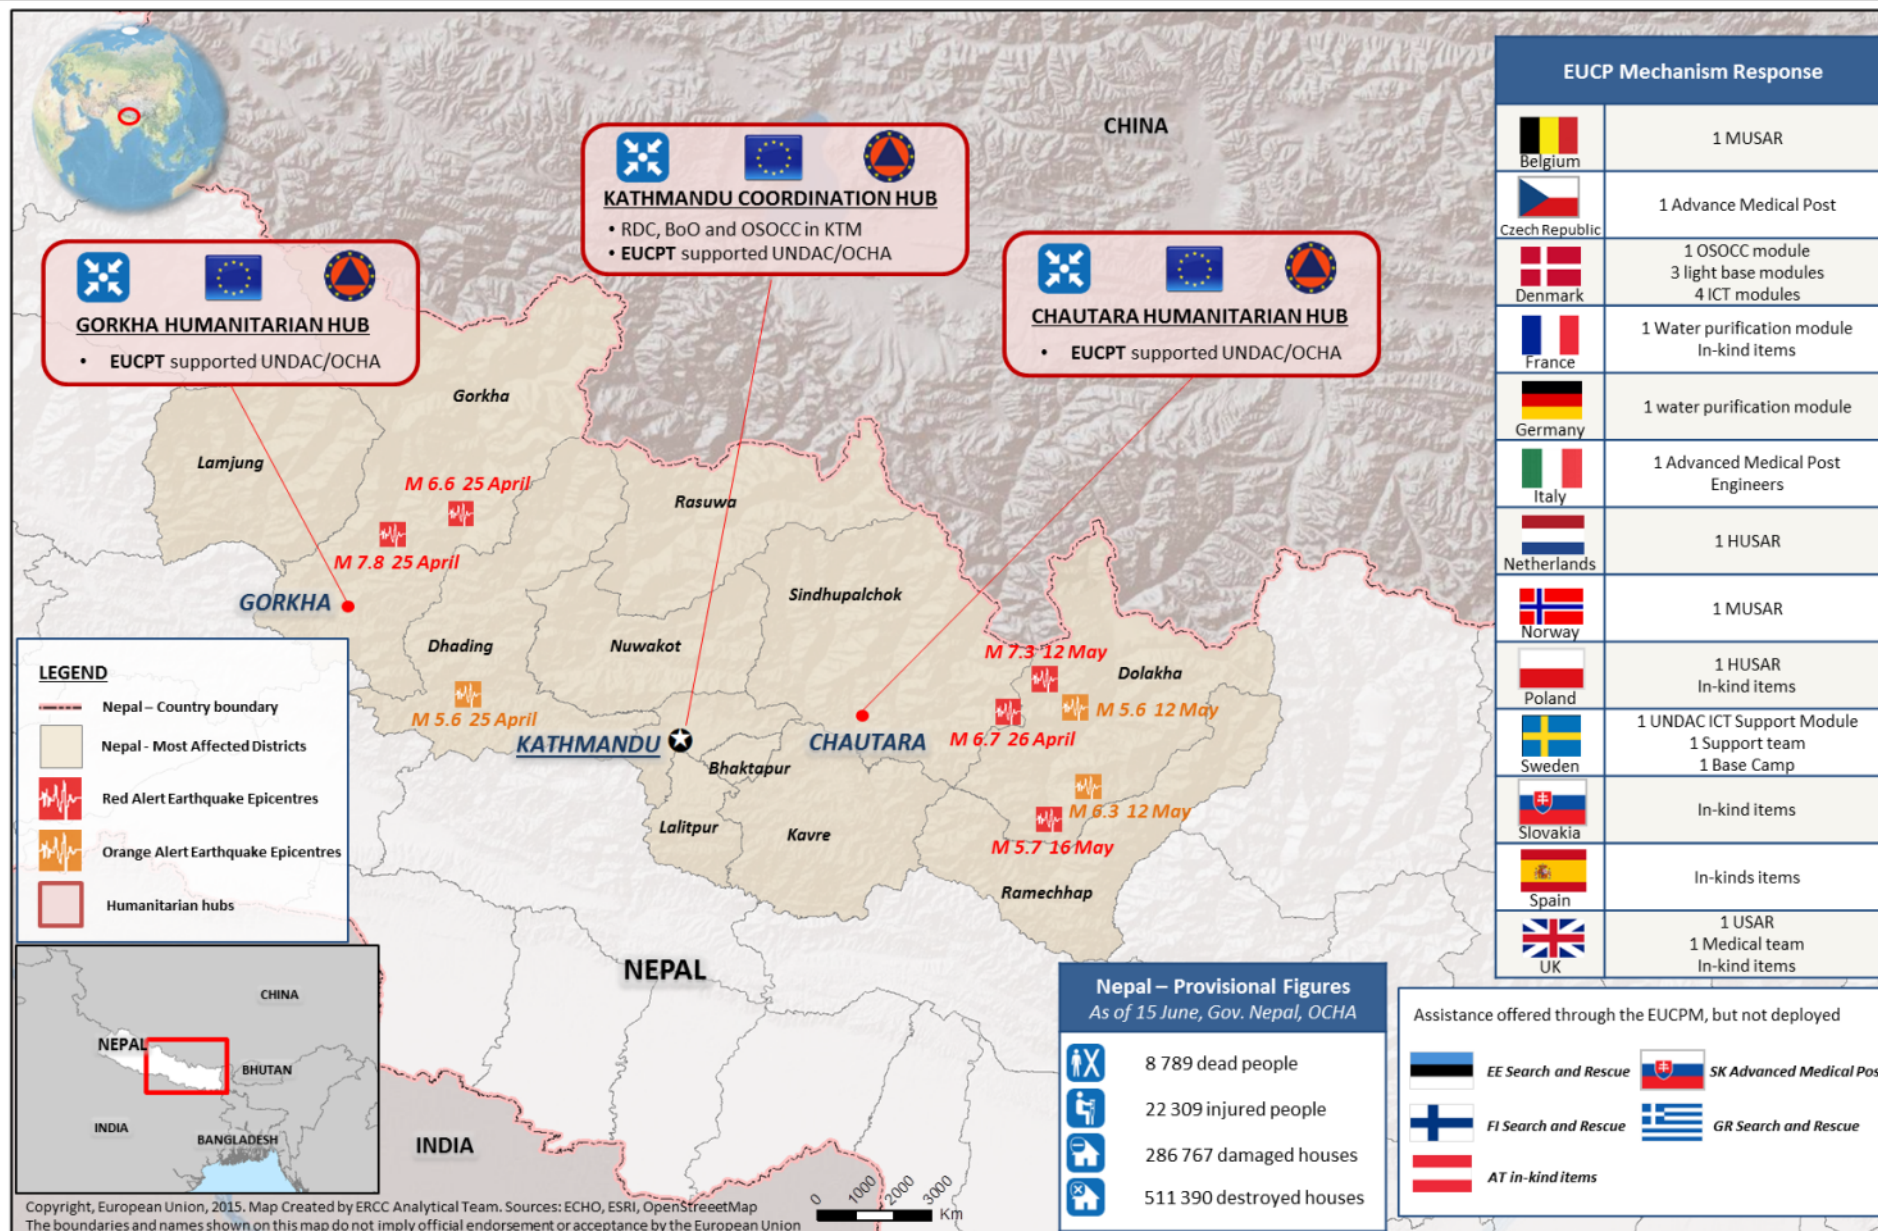 CHINA
KATHMANDU COORDINATION HUB
• RDC, BoO and OSOCC in KTM
• EUCPT supported UNDAC/OCHA
GORKHA HUMANITARIAN HUB
• EUCPT supported UNDAC/OCHA
CHAUTARA HUMANITARIAN HUB
• EUCPT supported UNDAC/OCHA
Gorkha
Lamjung
M 6.6 25 April
M 7.8 25 April
Rasuwa
GORKHA
Sindhupalchok
Dhading
Nuwakot
M 5.6 25 April
M 7.3 12 May
Dolakha
M 5.6 12 May
M 6.7 26 April
KATHMANDU
CHAUTARA
Bhaktapur
M 6.3 12 May
Lalitpur
Kavre
M 5.7 16 May
Ramechhap
NEPAL
INDIA
LEGEND
Nepal – Country boundary
Nepal - Most Affected Districts
Red Alert Earthquake Epicentres
Orange Alert Earthquake Epicentres
Humanitarian hubs
CHINA
NEPAL
BHUTAN
INDIA
BANGLADESH
Copyright, European Union, 2015. Map Created by ERCC Analytical Team. Sources: ECHO, ESRI, OpenStreeetMap
The boundaries and names shown on this map do not imply official endorsement or acceptance by the European Union
0 1000 2000 3000
Km
EUCP Mechanism Response
Belgium
1 MUSAR
Czech Republic
1 Advance Medical Post
Denmark
1 OSOCC module
3 light base modules
4 ICT modules
France
1 Water purification module
In-kind items
Germany
1 water purification module
Italy
1 Advanced Medical Post
Engineers
Netherlands
1 HUSAR
Norway
1 MUSAR
Poland
1 HUSAR
In-kind items
Sweden
1 UNDAC ICT Support Module
1 Support team
1 Base Camp
Slovakia
In-kind items
Spain
In-kinds items
UK
1 USAR
1 Medical team
In-kind items
Nepal – Provisional Figures
As of 15 June, Gov. Nepal, OCHA
8 789 dead people
22 309 injured people
286 767 damaged houses
511 390 destroyed houses
Assistance offered through the EUCPM, but not deployed
EE Search and Rescue
SK Advanced Medical Pos
FI Search and Rescue
GR Search and Rescue
AT in-kind items